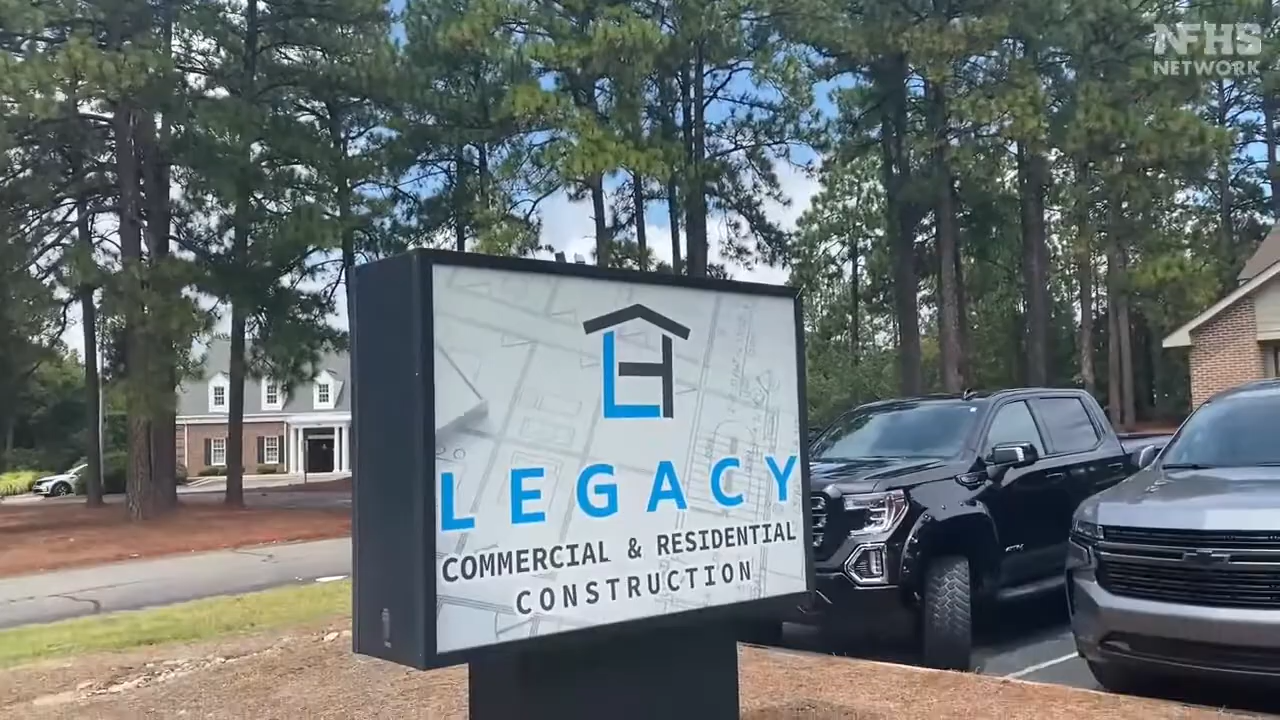 NFHS
NETWORK
LEGACY
COMMERCIAL & RESIDENTIAL
CONSTRUCTION